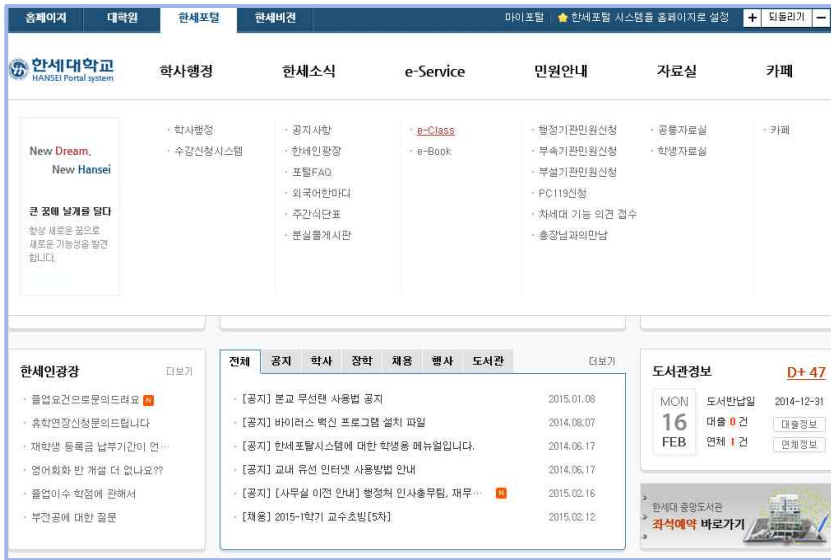 홈페이지 대학원 한세포탈 한세비전 마이포털 한세포탈 시스템을 홈페이지로 설정 + 되돌리기 −
한세대학교
HANSEI Portal system
학사행정 한세소식 e-Service 민원안내 자료실 카페
New Dream,
New Hansei
큰 꿈에 날개를 달다
항상 새로운 꿈으로
새로운 가능성을 발견
합니다.
· 학사행정
· 수강신청시스템
· 공지사항
· 한세인광장
· 포털FAQ
· 외국어한마디
· 주간식단표
· 분실물게시판
· e-Class
· e-Book
· 행정기관민원신청
· 부속기관민원신청
· 부설기관민원신청
· PC119신청
· 차세대 기능 의견 접수
· 총장님과의만남
· 공통자료실
· 학생자료실
· 카페
한세인광장 더보기
· 졸업요건으로문의드려요 N
· 휴학연장신청문의드립니다
· 재학생 등록금 납부기간이 언…
· 영어회화 반 개설 더 없나요??
· 졸업이수 학점에 관해서
· 부전공에 대한 질문
전체 공지 학사 장학 채용 행사 도서관 더보기
· [공지] 본교 무선랜 사용법 공지 2015.01.08
· [공지] 바이러스 백신 프로그램 설치 파일 2014.08.07
· [공지] 한세포탈시스템에 대한 학생용 메뉴얼입니다. 2014.06.17
· [공지] 교내 유선 인터넷 사용방법 안내 2014.06.17
· [공지] [사무실 이전 안내] 행정처 인사총무팀, 재무… N 2015.02.16
· [채용] 2015-1학기 교수초빙[5차] 2015.02.12
도서관정보 D+ 47
MON
16
FEB
도서반납일 2014-12-31
대출 0 건 대출정보
연체 1 건 연체정보
한세대 중앙도서관
좌석예약 바로가기